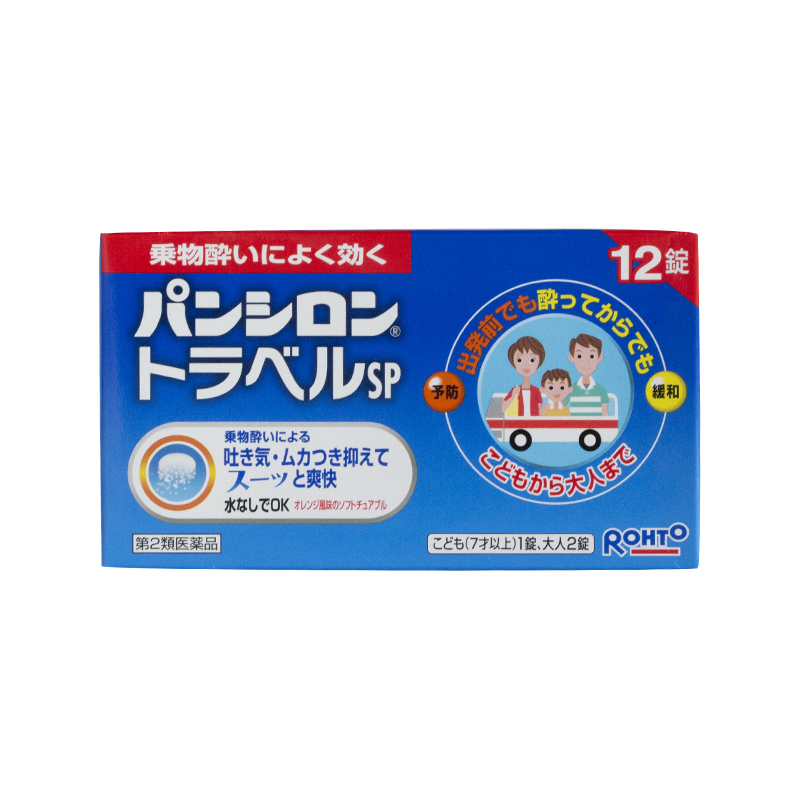 乗物酔いによく効く
12錠
パンシロン®
トラベルSP
出発前でも酔ってからでも
予防
緩和
こどもから大人まで
乗物酔いによる
吐き気・ムカつき抑えて
スーッと爽快
水なしでOK オレンジ風味のソフトチュアブル
第2類医薬品
こども(7才以上)1錠、大人2錠
ROHTO